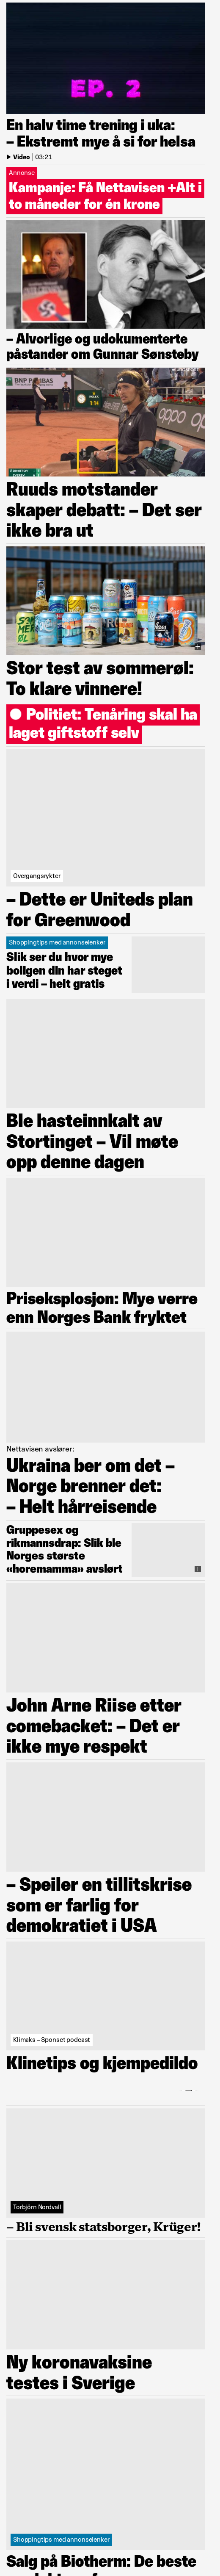 EP. 2
En halv time trening i uka:
– Ekstremt mye å si for helsa
Video | 03:21
Annonse
Kampanje: Få Nettavisen +Alt i
to måneder for én krone
– Alvorlige og udokumenterte
påstander om Gunnar Sønsteby
BNP PARIBAS
oppo
Ruuds motstander
skaper debatt: – Det ser
ikke bra ut
Stor test av sommerøl:
To klare vinnere!
Politiet: Tenåring skal ha
laget giftstoff selv
Overgangsrykter
– Dette er Uniteds plan
for Greenwood
Shoppingtips med annonselenker
Slik ser du hvor mye
boligen din har steget
i verdi – helt gratis
Ble hasteinnkalt av
Stortinget – Vil møte
opp denne dagen
Priseksplosjon: Mye verre
enn Norges Bank fryktet
Nettavisen avslører:
Ukraina ber om det –
Norge brenner det:
– Helt hårreisende
Gruppesex og
rikmannsdrap: Slik ble
Norges største
«horemamma» avslørt
John Arne Riise etter
comebacket: – Det er
ikke mye respekt
– Speiler en tillitskrise
som er farlig for
demokratiet i USA
Klimaks – Sponset podcast
Klinetips og kjempedildo
Torbjörn Nordvall
– Bli svensk statsborger, Krüger!
Ny koronavaksine
testes i Sverige
Shoppingtips med annonselenker
Salg på Biotherm: De beste